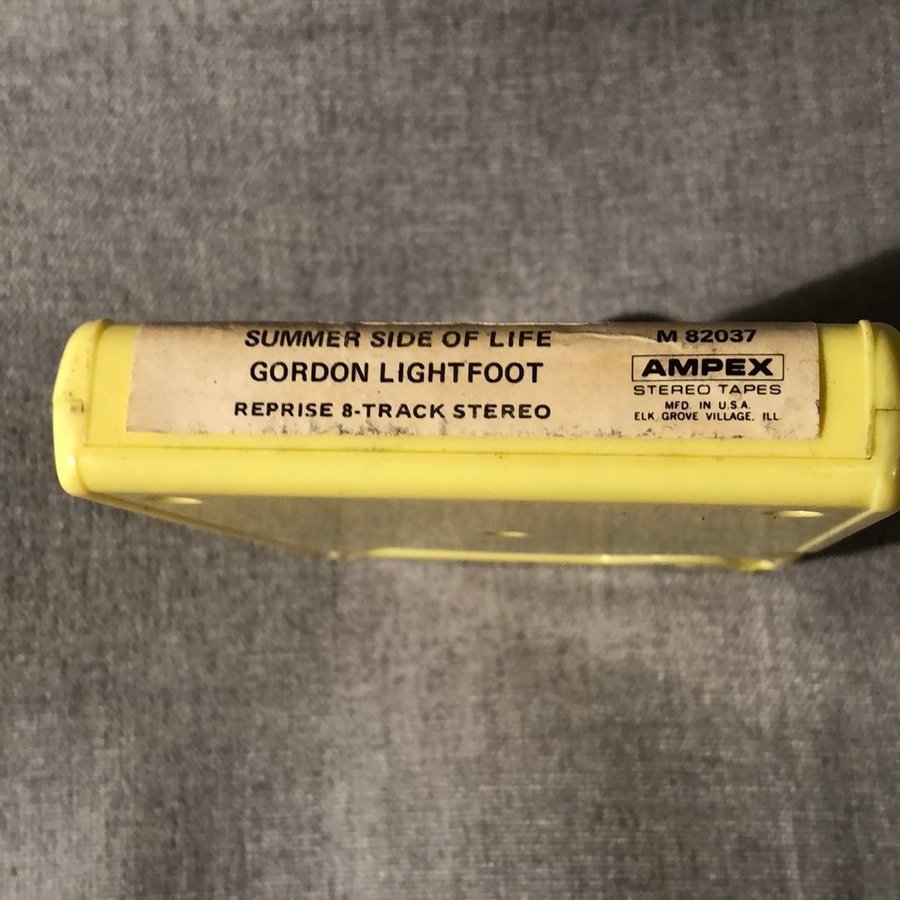 SUMMER SIDE OF LIFE
GORDON LIGHTFOOT
REPRISE 8-TRACK STEREO
M 82037
AMPEX
STEREO TAPES
MFD. IN U.S.A.
ELK GROVE VILLAGE, ILL.